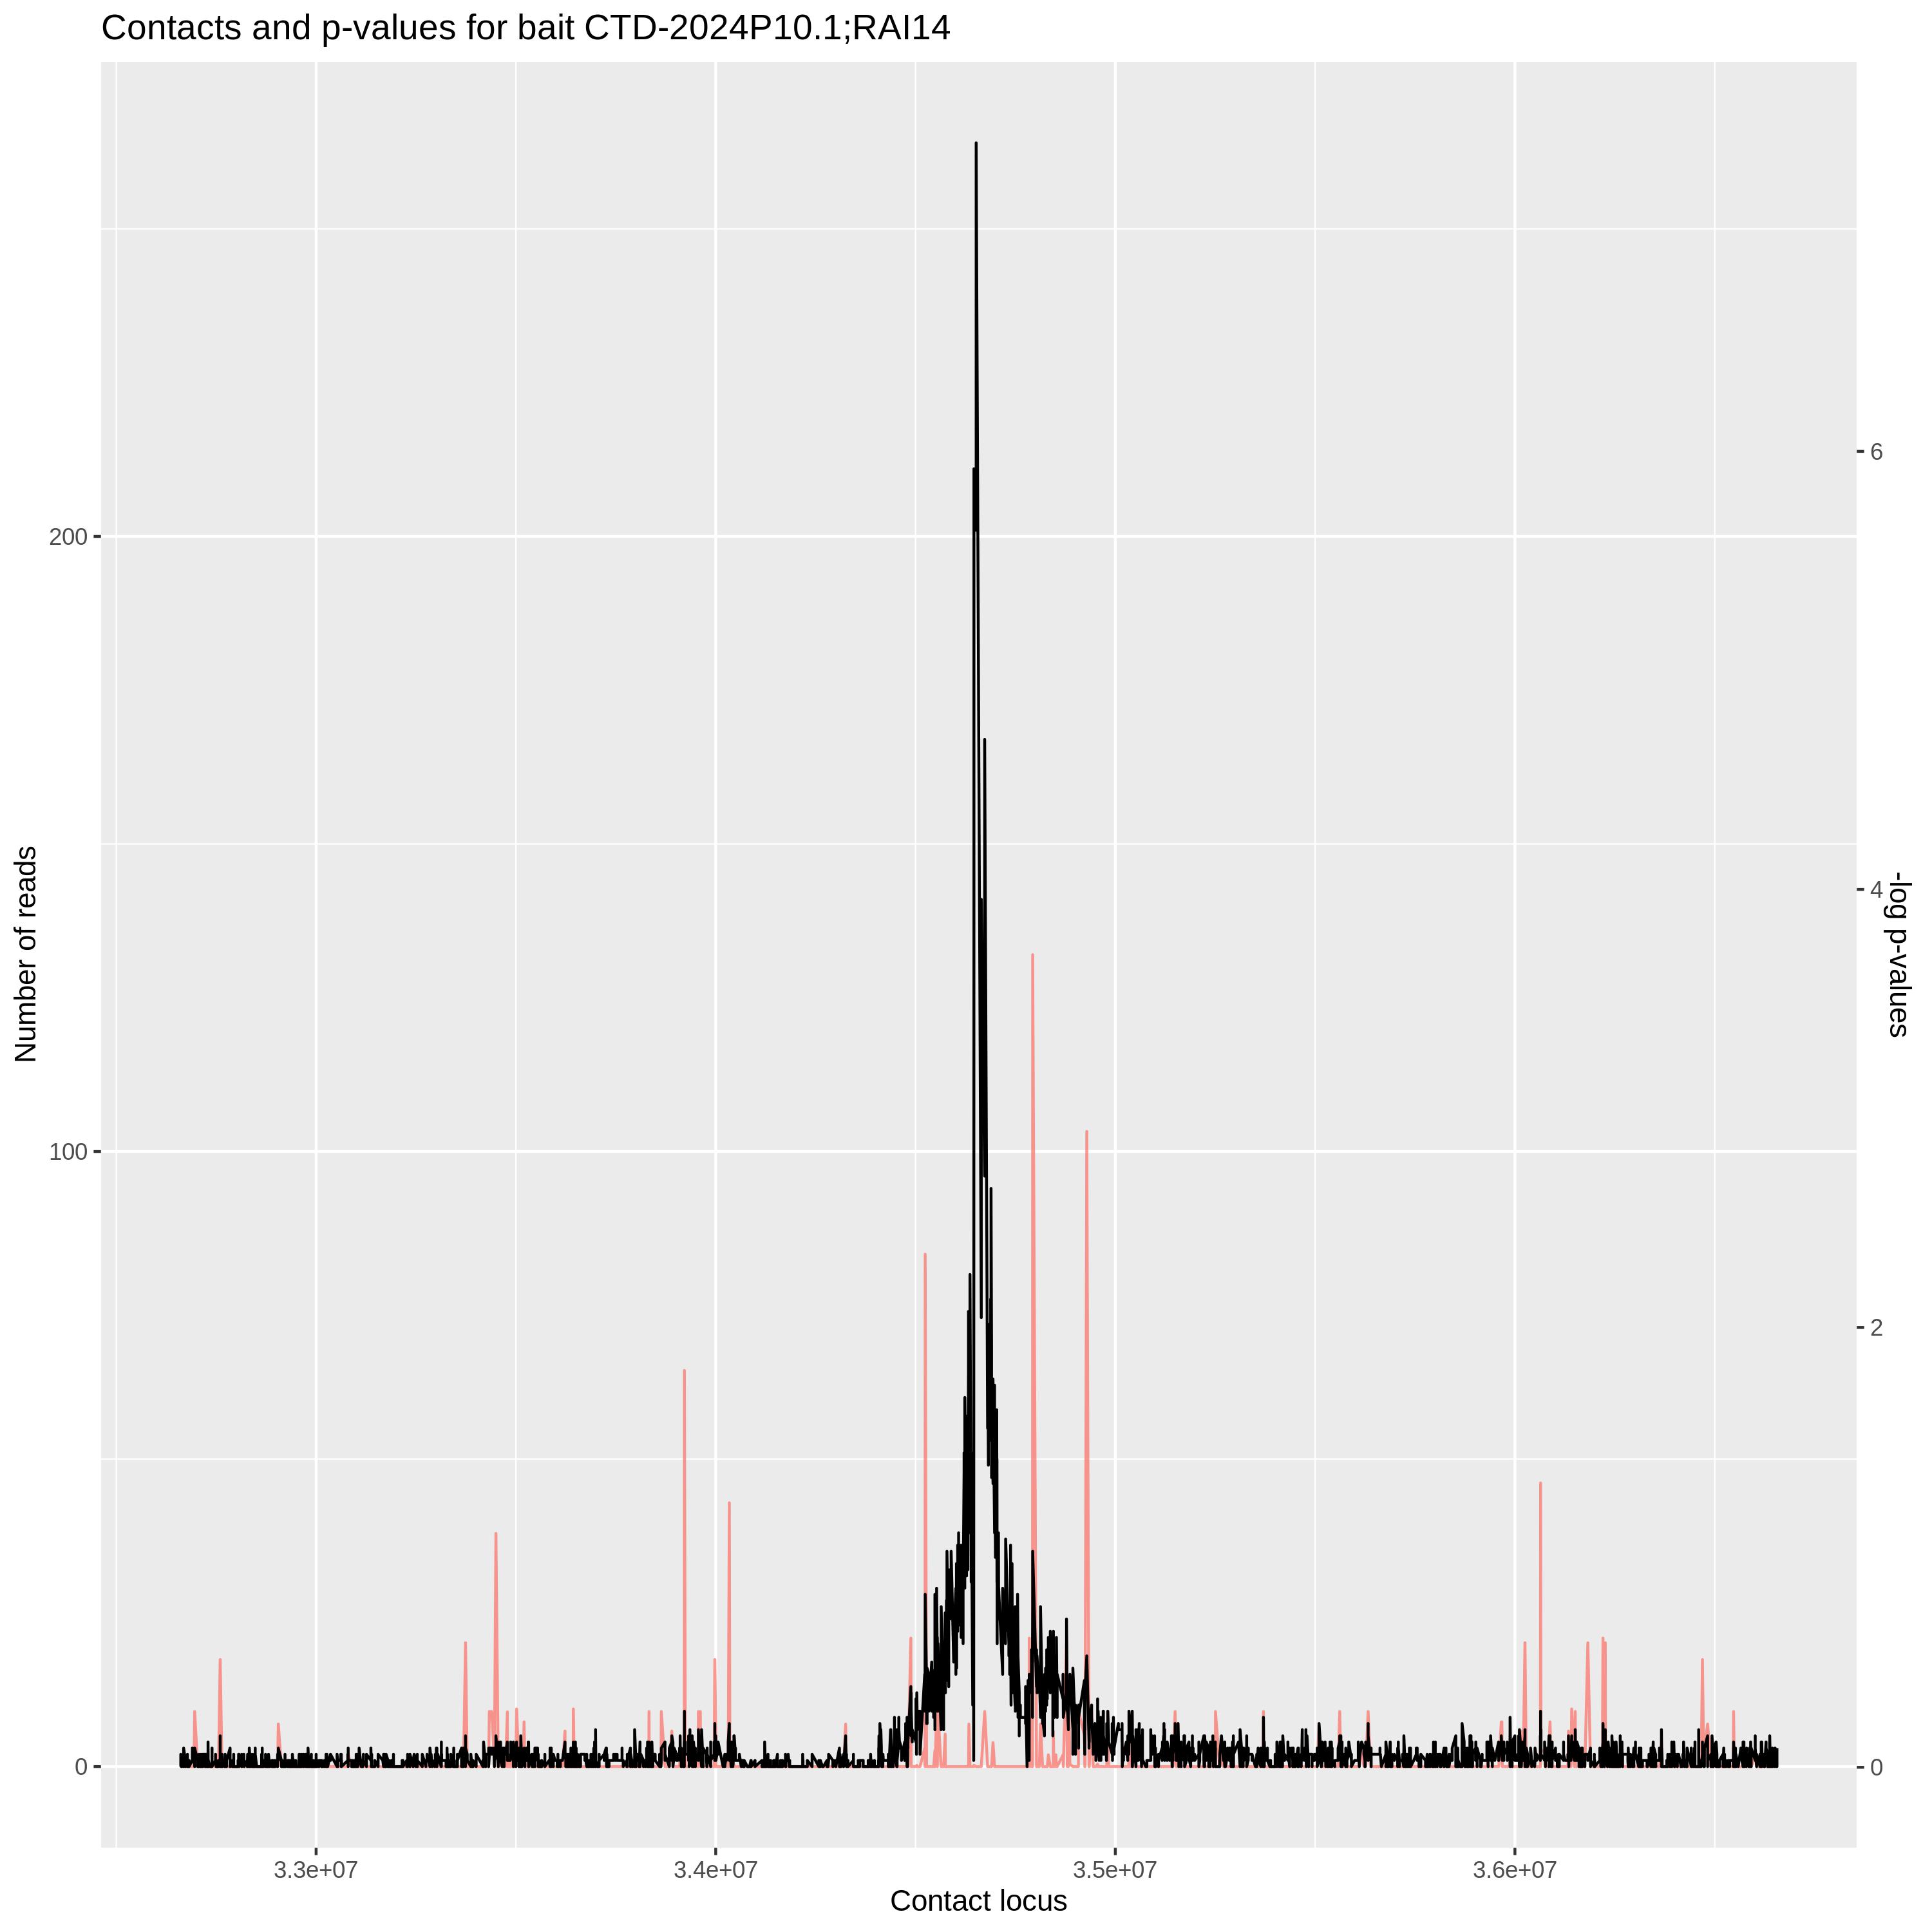 Contacts and p-values for bait CTD-2024P10.1;RAI14
Number of reads
200
100
0
6
4
2
0
-log p-values
3.3e+07
3.4e+07
3.5e+07
3.6e+07
Contact locus